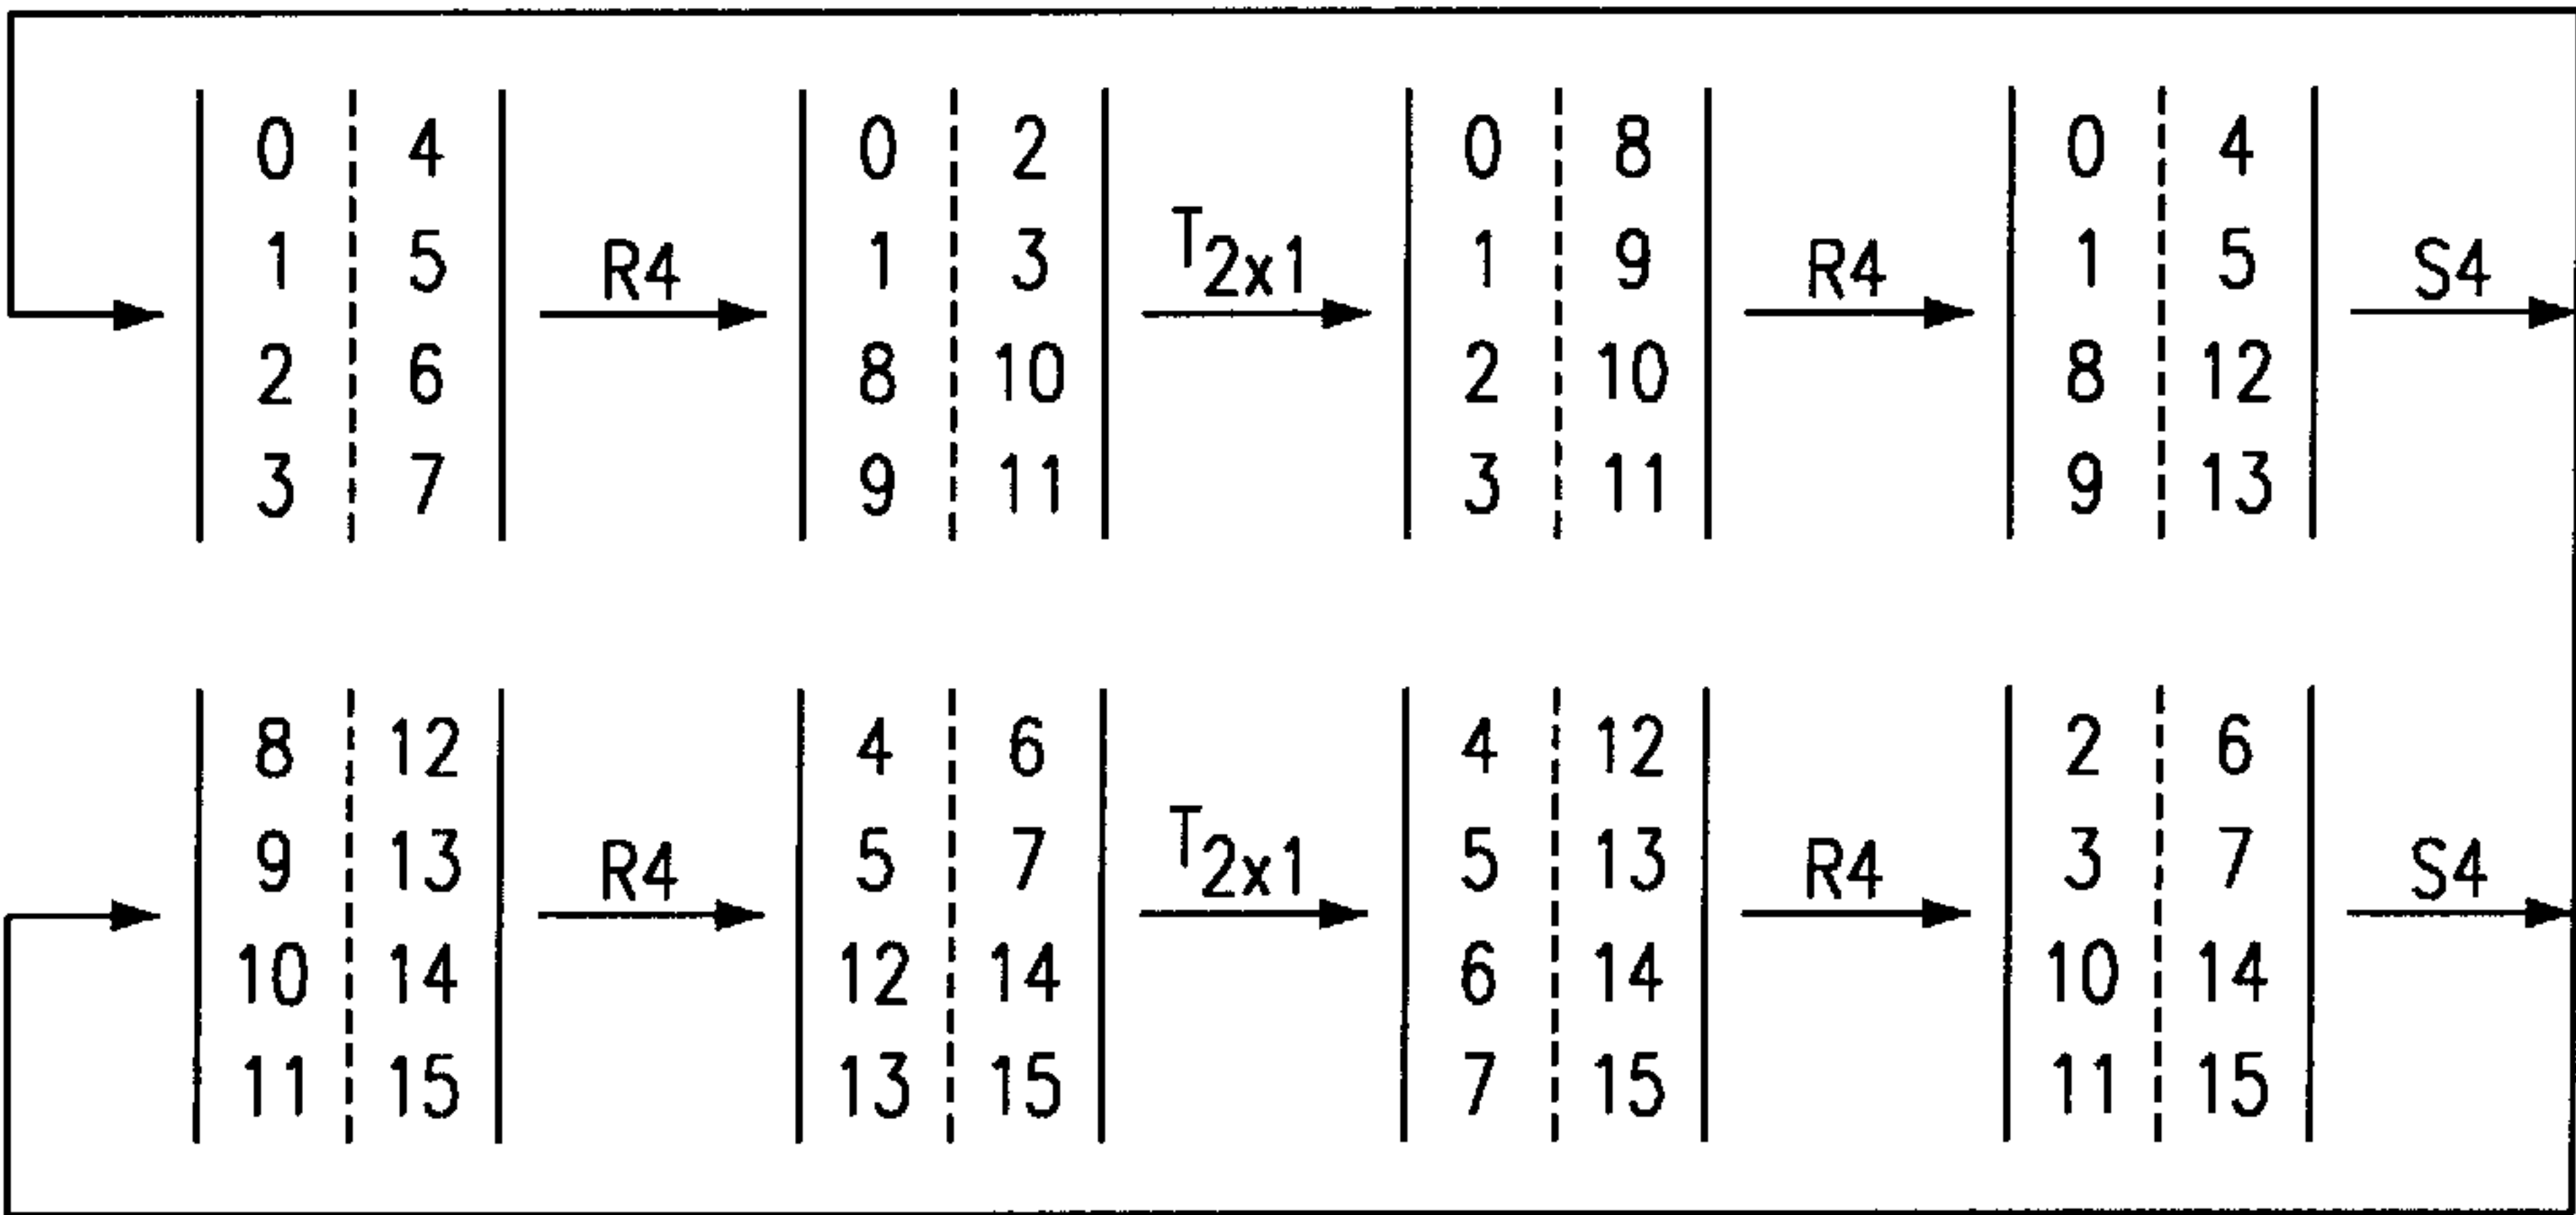 0 4 0 2 0 8 0 4
1 5 R4 1 3 T2x1 1 9 R4 1 5 S4
2 6 8 10 2 10 8 12
3 7 9 11 3 11 9 13
8 12 4 6 4 12 2 6
9 13 R4 5 7 T2x1 5 13 R4 3 7 S4
10 14 12 14 6 14 10 14
11 15 13 15 7 15 11 15